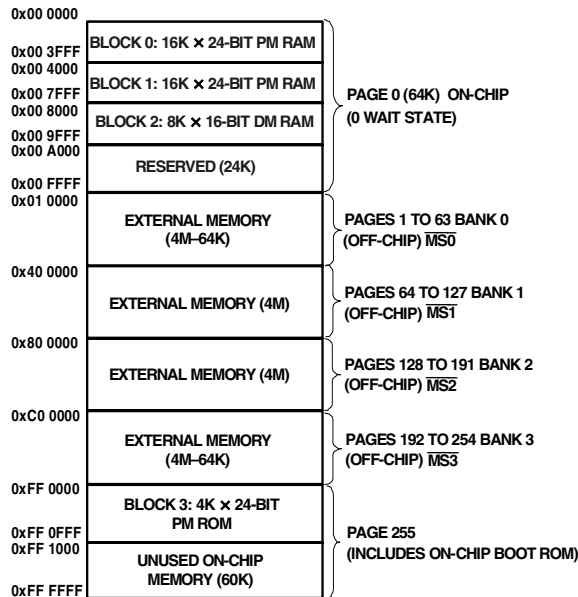 0x00 0000
BLOCK 0: 16K × 24-BIT PM RAM
0x00 3FFF
0x00 4000
BLOCK 1: 16K × 24-BIT PM RAM
0x00 7FFF
0x00 8000
BLOCK 2: 8K × 16-BIT DM RAM
0x00 9FFF
0x00 A000
RESERVED (24K)
0x00 FFFF
PAGE 0 (64K) ON-CHIP
(0 WAIT STATE)
0x01 0000
EXTERNAL MEMORY
(4M–64K)
PAGES 1 TO 63 BANK 0
(OFF-CHIP) M̅S̅0̅
0x40 0000
EXTERNAL MEMORY (4M)
PAGES 64 TO 127 BANK 1
(OFF-CHIP) M̅S̅1̅
0x80 0000
EXTERNAL MEMORY (4M)
PAGES 128 TO 191 BANK 2
(OFF-CHIP) M̅S̅2̅
0xC0 0000
EXTERNAL MEMORY
(4M–64K)
PAGES 192 TO 254 BANK 3
(OFF-CHIP) M̅S̅3̅
0xFF 0000
BLOCK 3: 4K × 24-BIT
PM ROM
0xFF 0FFF
0xFF 1000
UNUSED ON-CHIP
MEMORY (60K)
0xFF FFFF
PAGE 255
(INCLUDES ON-CHIP BOOT ROM)